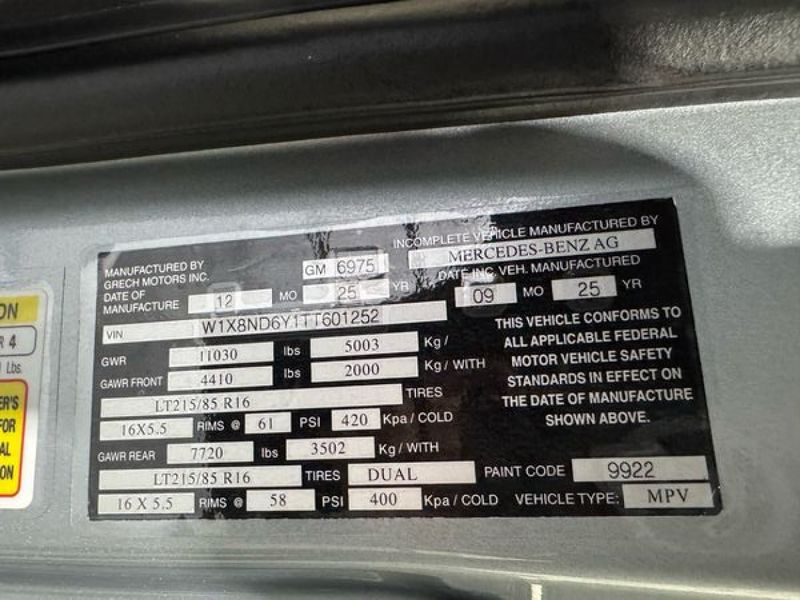 MANUFACTURED BY
GRECH MOTORS INC.
GM 6975
INCOMPLETE VEHICLE MANUFACTURED BY
MERCEDES-BENZ AG
DATE OF
MANUFACTURE 12 MO 25 YR
DATE INC. VEH. MANUFACTURED
09 MO 25 YR
VIN W1X8ND6Y1TT601252
GWR 11030 lbs 5003 Kg/
GAWR FRONT 4410 lbs 2000 Kg/ WITH
LT215/85 R16 TIRES
16X5.5 RIMS @ 61 PSI 420 Kpa / COLD
THIS VEHICLE CONFORMS TO
ALL APPLICABLE FEDERAL
MOTOR VEHICLE SAFETY
STANDARDS IN EFFECT ON
THE DATE OF MANUFACTURE
SHOWN ABOVE.
GAWR REAR 7720 lbs 3502 Kg / WITH
LT215/85 R16 TIRES DUAL PAINT CODE 9922
16 X 5.5 RIMS @ 58 PSI 400 Kpa / COLD VEHICLE TYPE: MPV
ON
R 4
Lbs.
ER'S
FOR
AL
ON